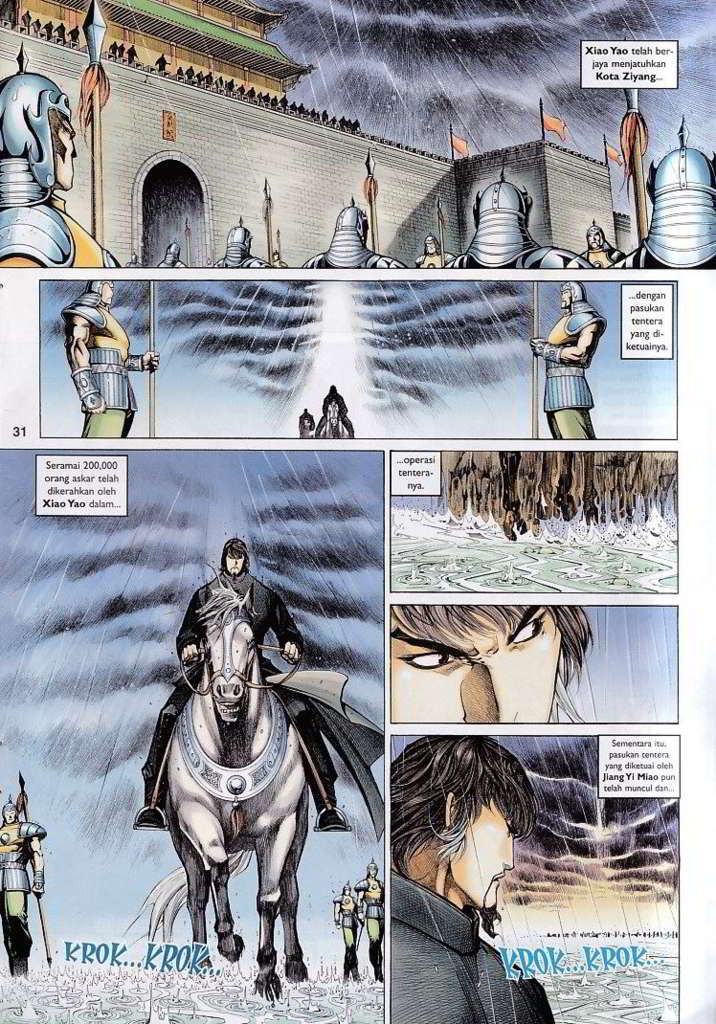 Xiao Yao telah ber-
jaya menjatuhkan
Kota Ziyang...
...dengan
pasukan
tentera
yang di-
ketuainya.
31
Seramai 200,000
orang askar telah
dikerahkan oleh
Xiao Yao dalam...
...operasi
tentera-
nya.
Sementara itu,
pasukan tentera
yang diketuai oleh
Jiang Yi Miao pun
telah muncul dan...
KROK...KROK...
KROK...KROK...